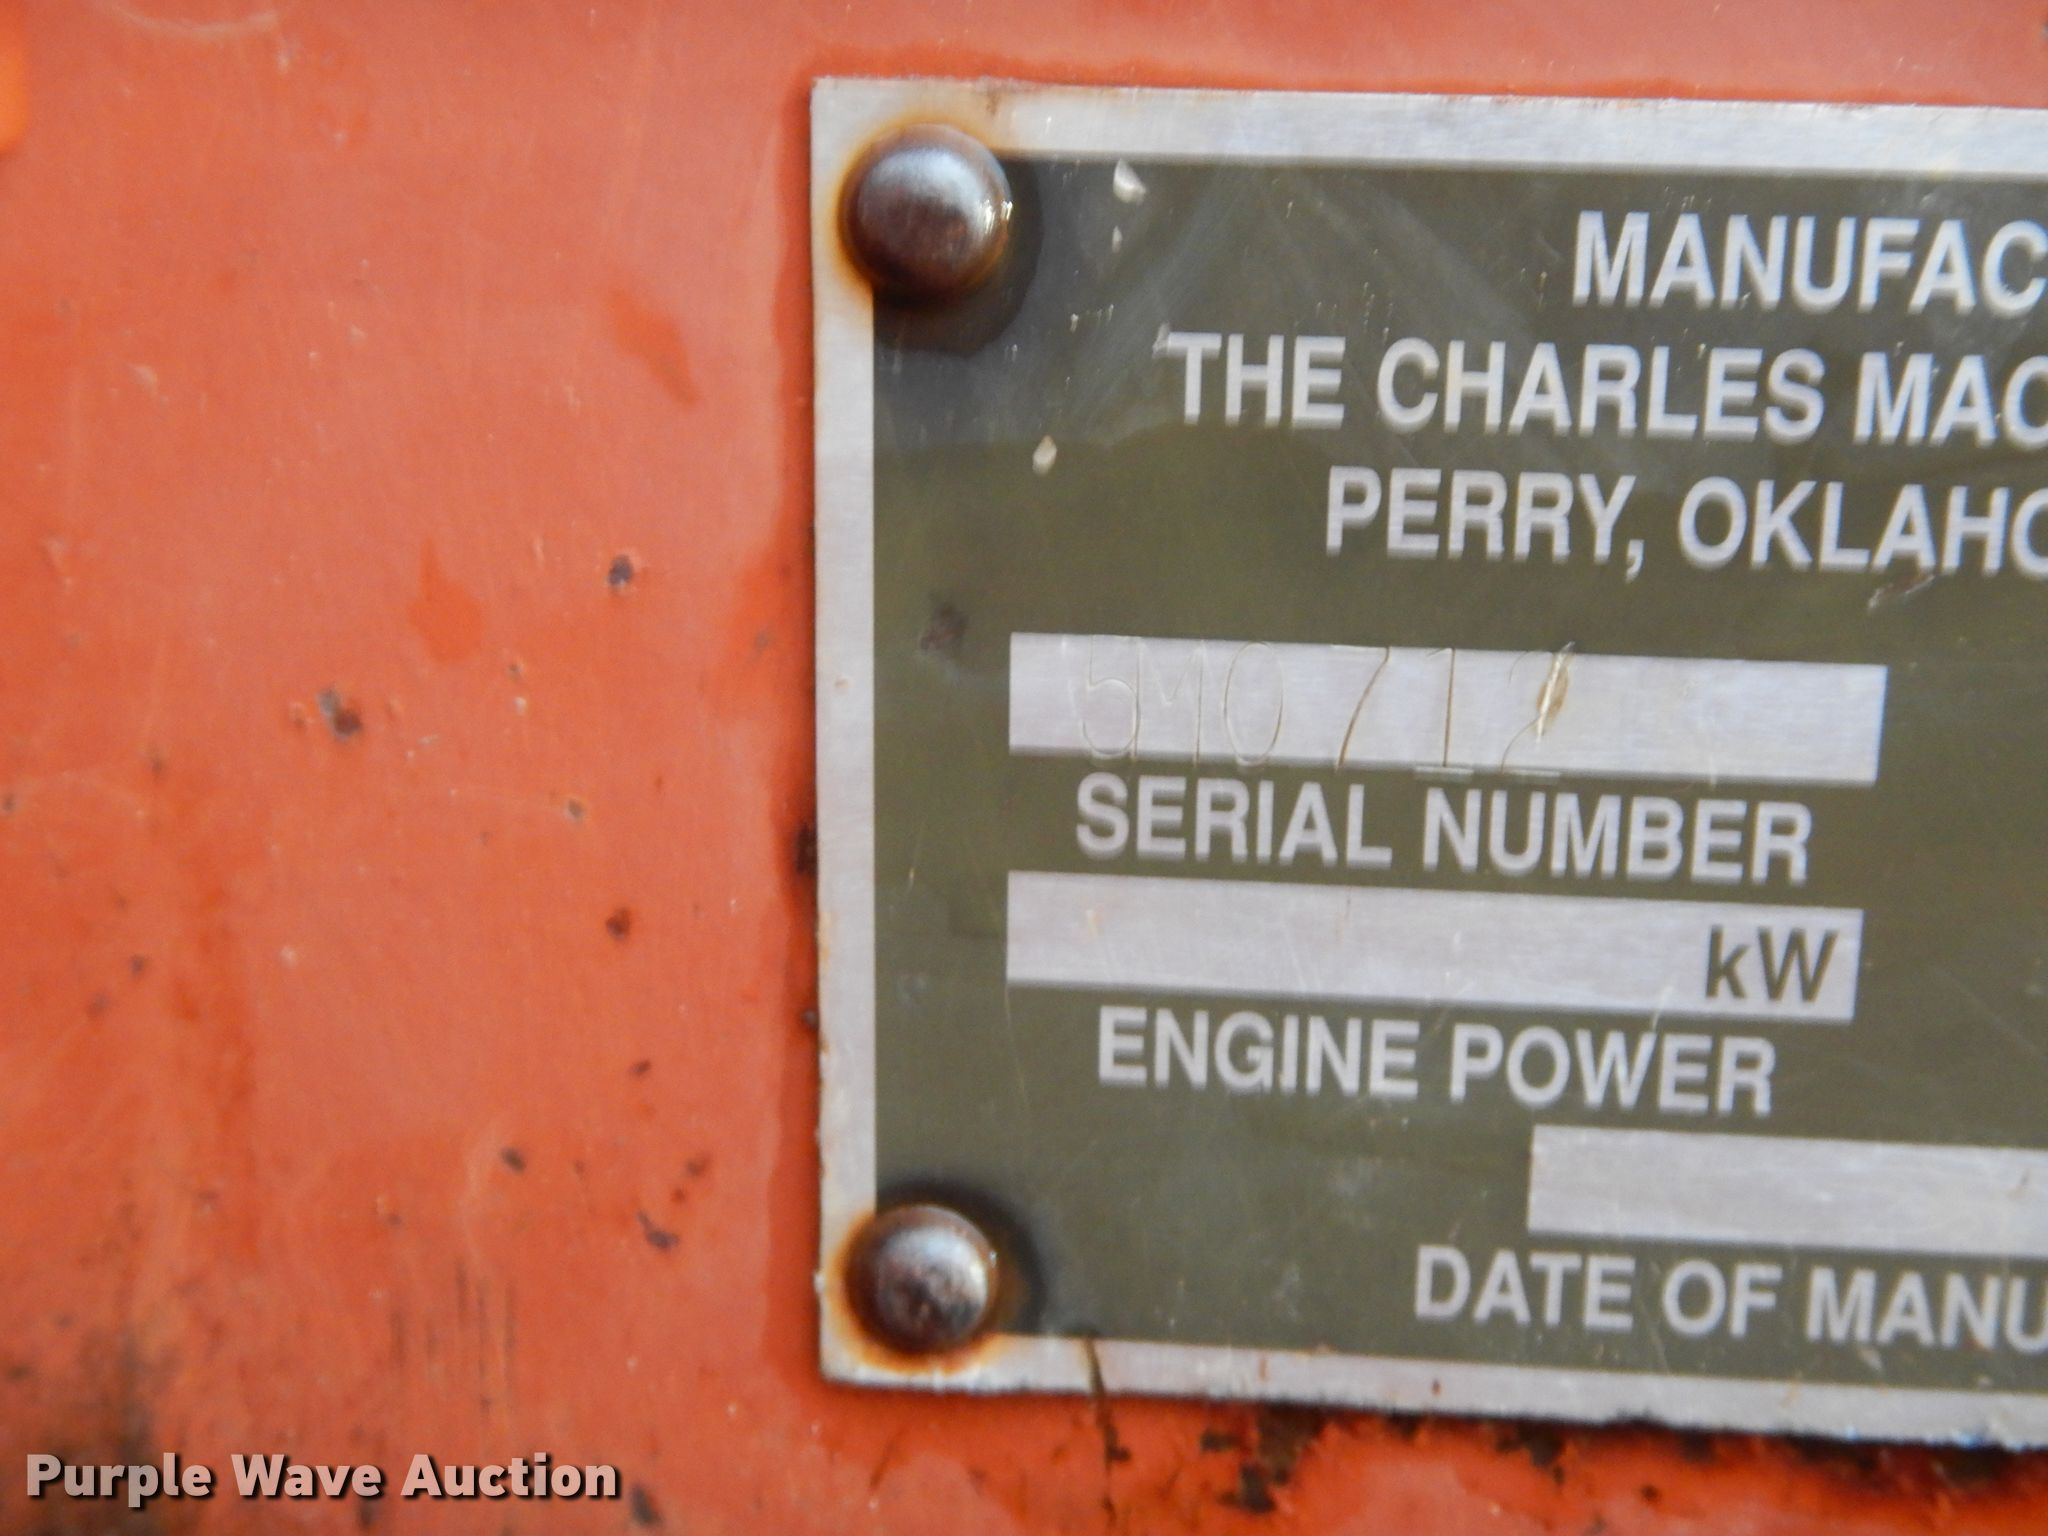 MANUFAC
THE CHARLES MAC
PERRY, OKLAHO
5M0712
SERIAL NUMBER
kW
ENGINE POWER
DATE OF MANU
Purple Wave Auction